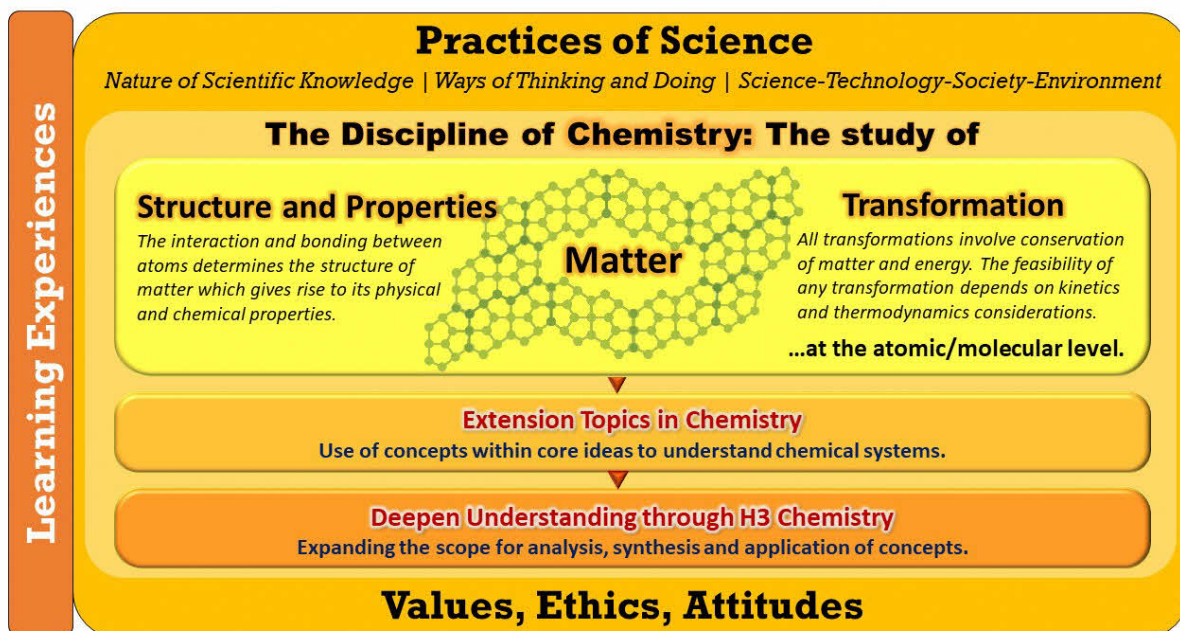 Learning Experiences
Practices of Science
Nature of Scientific Knowledge | Ways of Thinking and Doing | Science-Technology-Society-Environment
The Discipline of Chemistry: The study of
Structure and Properties
The interaction and bonding between
atoms determines the structure of
matter which gives rise to its physical
and chemical properties.
Matter
Transformation
All transformations involve conservation
of matter and energy. The feasibility of
any transformation depends on kinetics
and thermodynamics considerations.
...at the atomic/molecular level.
Extension Topics in Chemistry
Use of concepts within core ideas to understand chemical systems.
Deepen Understanding through H3 Chemistry
Expanding the scope for analysis, synthesis and application of concepts.
Values, Ethics, Attitudes